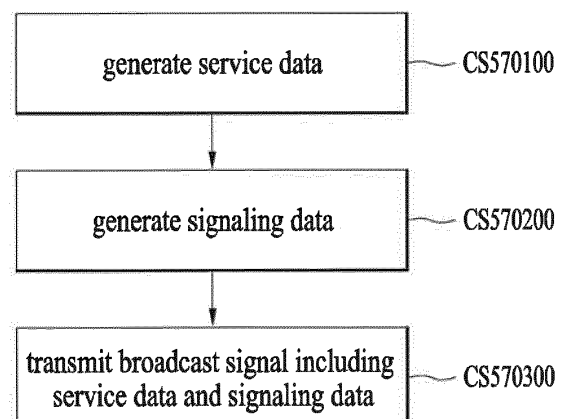 generate service data
CS570100
generate signaling data
CS570200
transmit broadcast signal including
service data and signaling data
CS570300